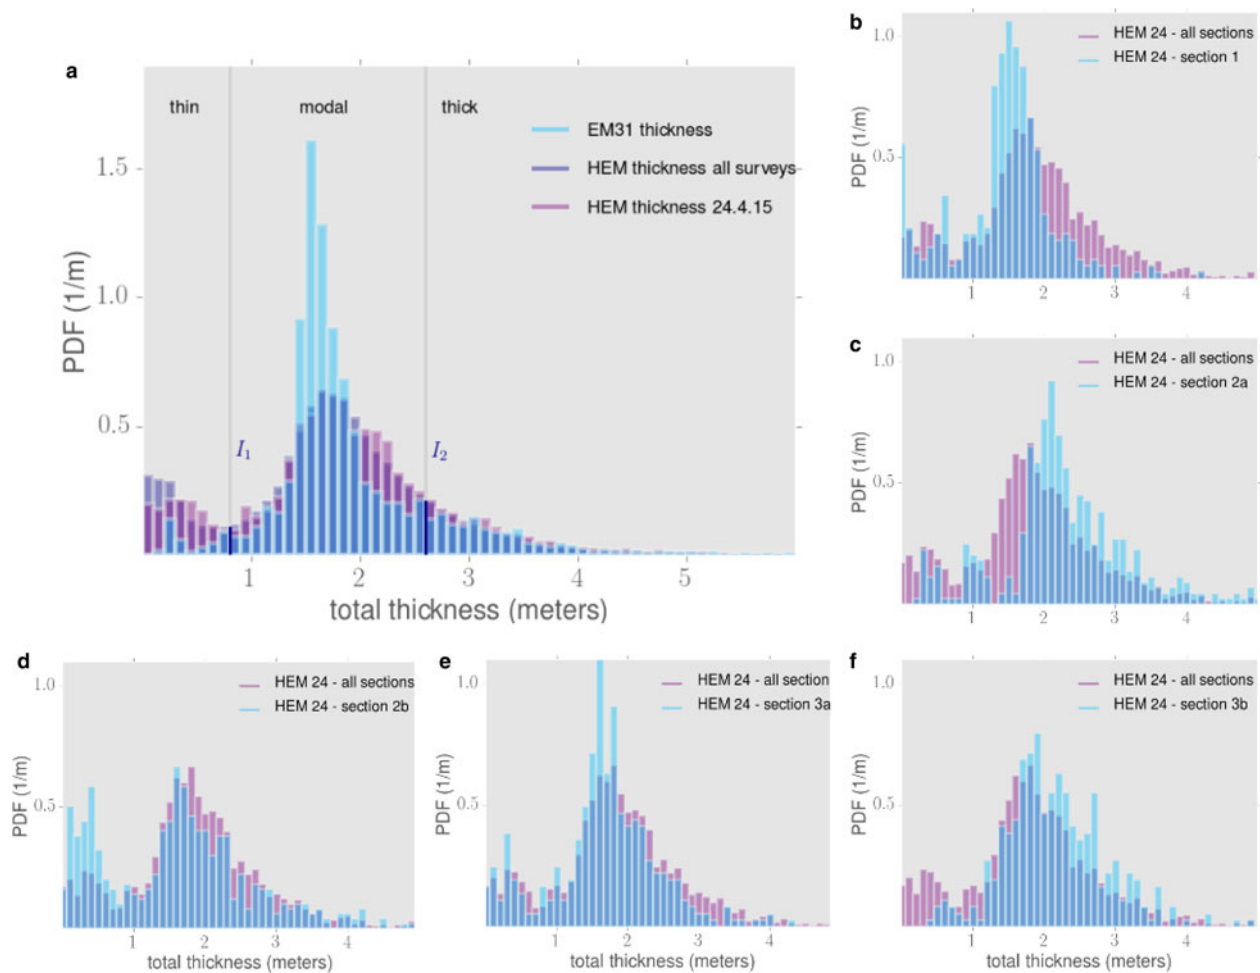 a
thin modal thick
EM31 thickness
HEM thickness all surveys
HEM thickness 24.4.15
PDF (1/m)
1.5
1.0
0.5
I1
I2
1 2 3 4 5
total thickness (meters)
b
HEM 24 - all sections
HEM 24 - section 1
PDF (1/m)
1.0
0.5
1 2 3 4
c
HEM 24 - all sections
HEM 24 - section 2a
PDF (1/m)
1.0
0.5
1 2 3 4
d
HEM 24 - all sections
HEM 24 - section 2b
PDF (1/m)
1.0
0.5
1 2 3 4
total thickness (meters)
e
HEM 24 - all section
HEM 24 - section 3a
PDF (1/m)
1.0
0.5
1 2 3 4
total thickness (meters)
f
HEM 24 - all sections
HEM 24 - section 3b
PDF (1/m)
1.0
0.5
1 2 3 4
total thickness (meters)